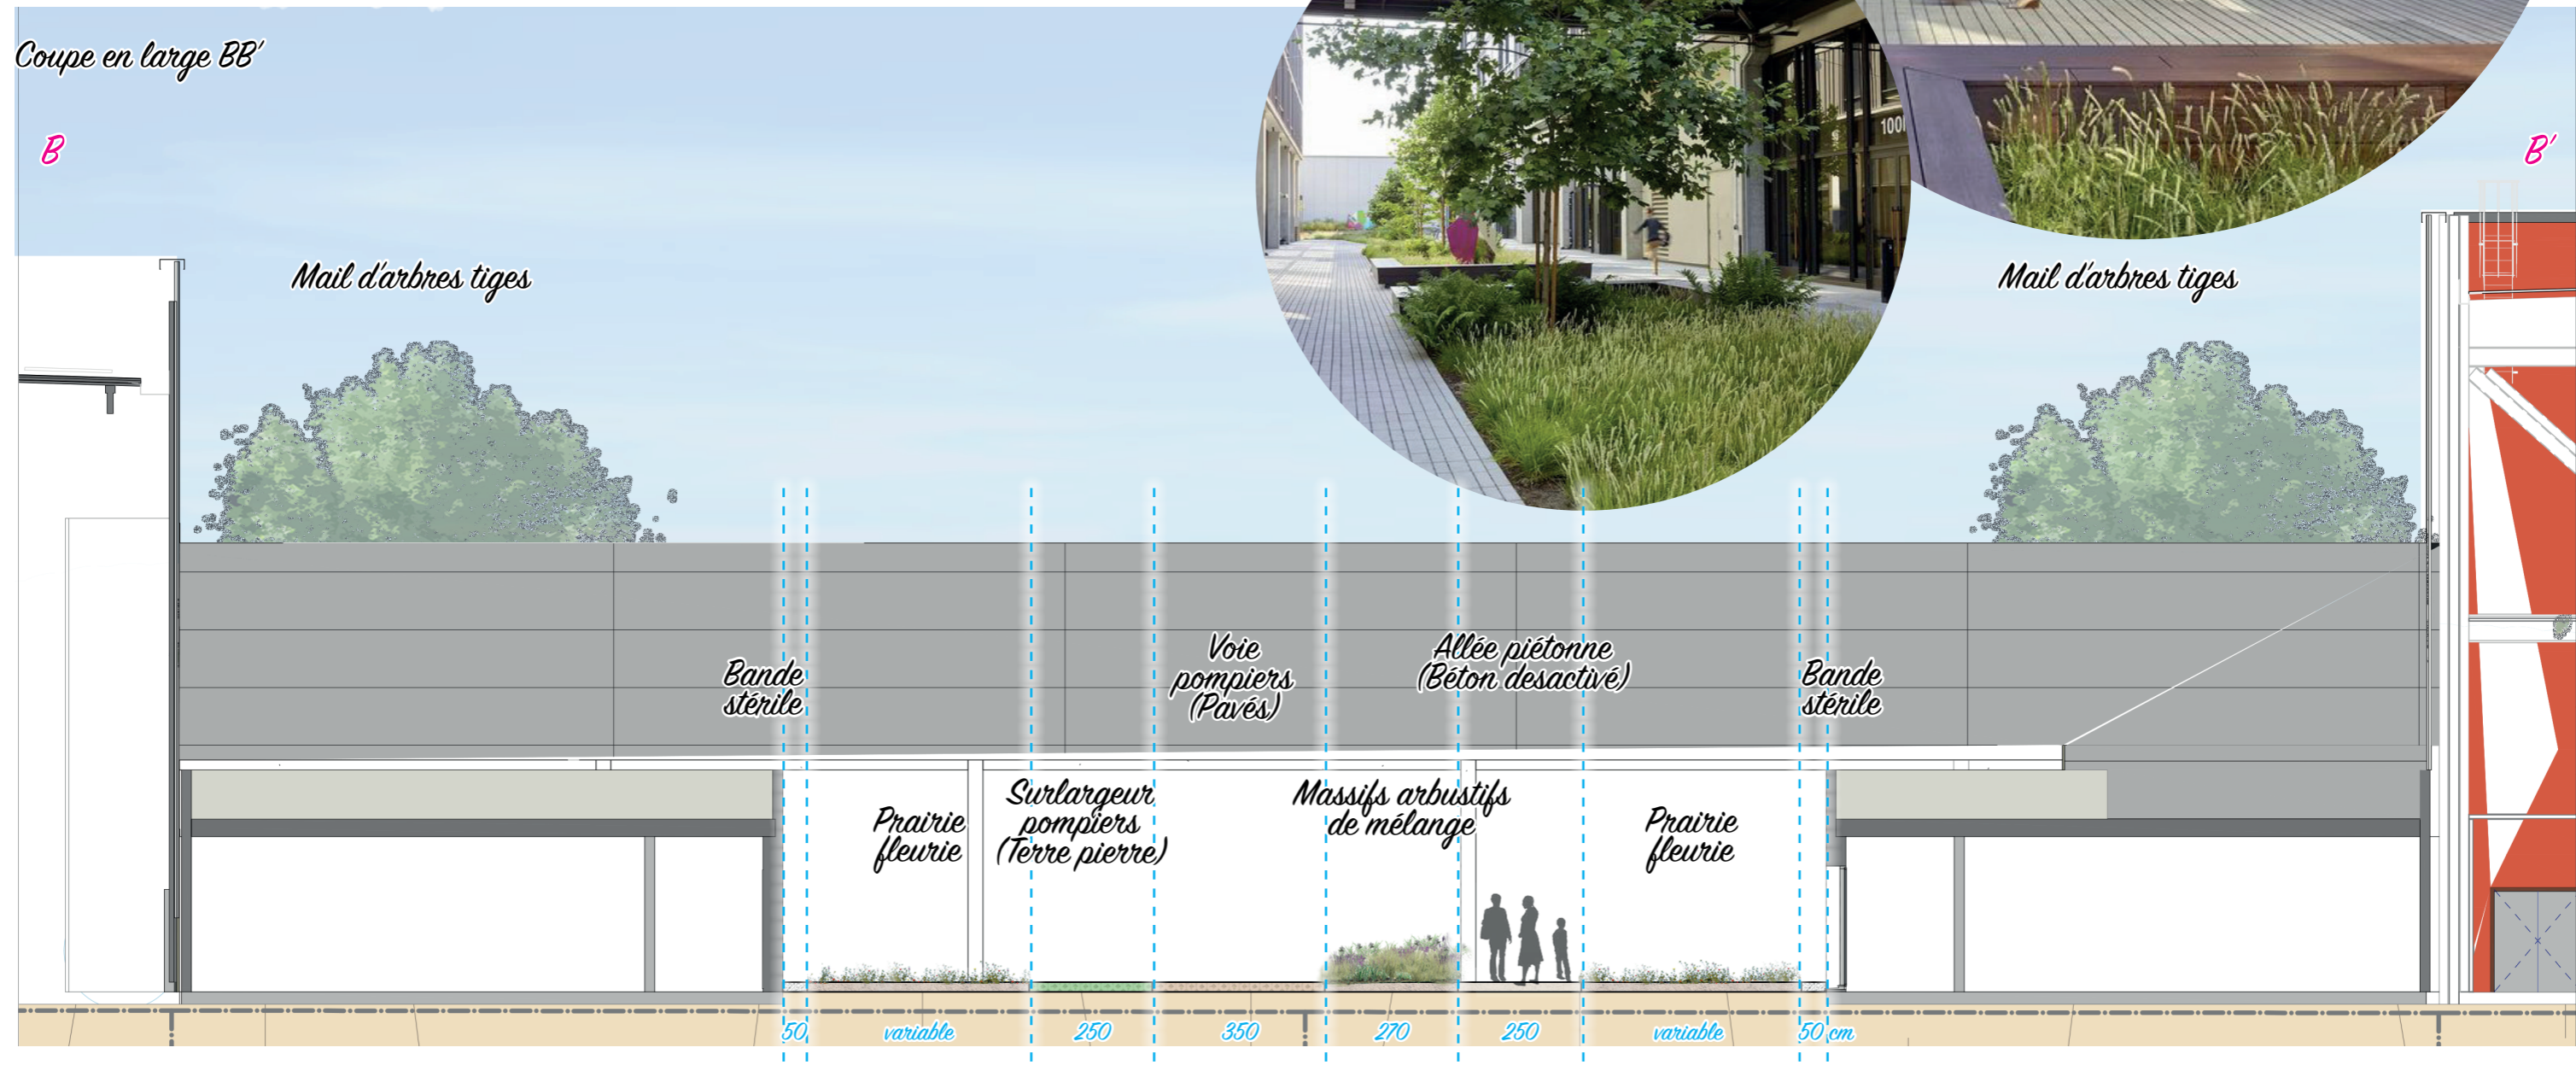 Coupe en large BB'
B
B'
100
Mail d'arbres tiges
Mail d'arbres tiges
Bande
stérile
Voie
pompiers
(Pavés)
Allée piétonne
(Béton desactivé)
Bande
stérile
Prairie
fleurie
Surlargeur
pompiers
(Terre pierre)
Massifs arbustifs
de mélange
Prairie
fleurie
50 variable 250 350 270 250 variable 50 cm